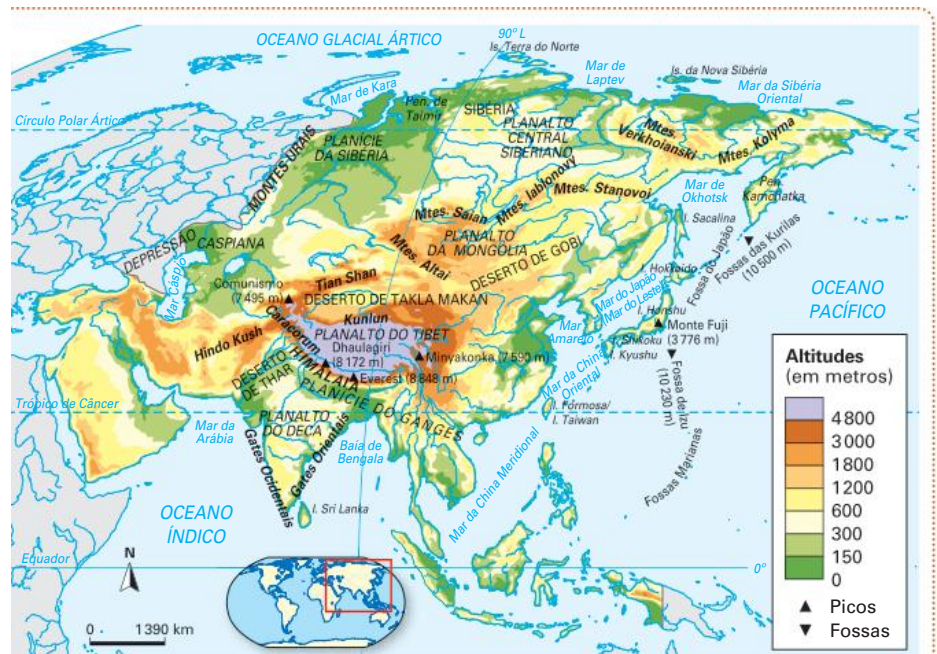 OCEANO GLACIAL ÁRTICO
90º L
Is. Terra do Norte
Mar de
Laptev
Is. da Nova Sibéria
Mar de Kara
Mar da Sibéria
Oriental
Círculo Polar Ártico
Pen. de
Taimir
SIBÉRIA
PLANALTO
CENTRAL
SIBERIANO
Mtes.
Verkhoianski
Mtes. Kolyma
PLANÍCIE
DA SIBÉRIA
MONTES URAIS
Mtes. Iablonovy
Mtes. Stanovoi
Mar de
Okhotsk
Pen.
Kamchatka
Mtes. Saian
I. Sacalina
DEPRESSÃO
CASPIANA
Mtes. Altai
PLANALTO
DA MONGÓLIA
DESERTO DE GOBI
Fossa do Japão
Fossas das Kurilas
(10 500 m)
Mar Cáspio
Comunismo
(7 495 m)
Tian Shan
DESERTO DE TAKLA MAKAN
I. Hokkaido
Mar do Japão
(Mar do Leste)
OCEANO
PACÍFICO
Hindo Kush
Caracorum
Kunlun
PLANALTO DO TIBET
Dhaulagiri
(8 172 m)
Minyakonka (7 590 m)
Mar
Amarelo
I. Honshu
Monte Fuji
(3 776 m)
I. Shikoku
I. Kyushu
DESERTO
DE THAR
HIMALAIA
Everest (8 848 m)
PLANÍCIE DO GANGES
Mar da China
Oriental
Fossa de Izu
(10 230 m)
Trópico de Câncer
Mar da
Arábia
PLANALTO
DO DECÃ
Gates Ocidentais
Gates Orientais
Baía de
Bengala
I. Formosa/
I. Taiwan
Fossas Marianas
Mar da China Meridional
I. Sri Lanka
OCEANO
ÍNDICO
Equador
0º
N
0
1390 km
Altitudes
(em metros)
4 800
3 000
1 800
1 200
600
300
150
0
Picos
Fossas